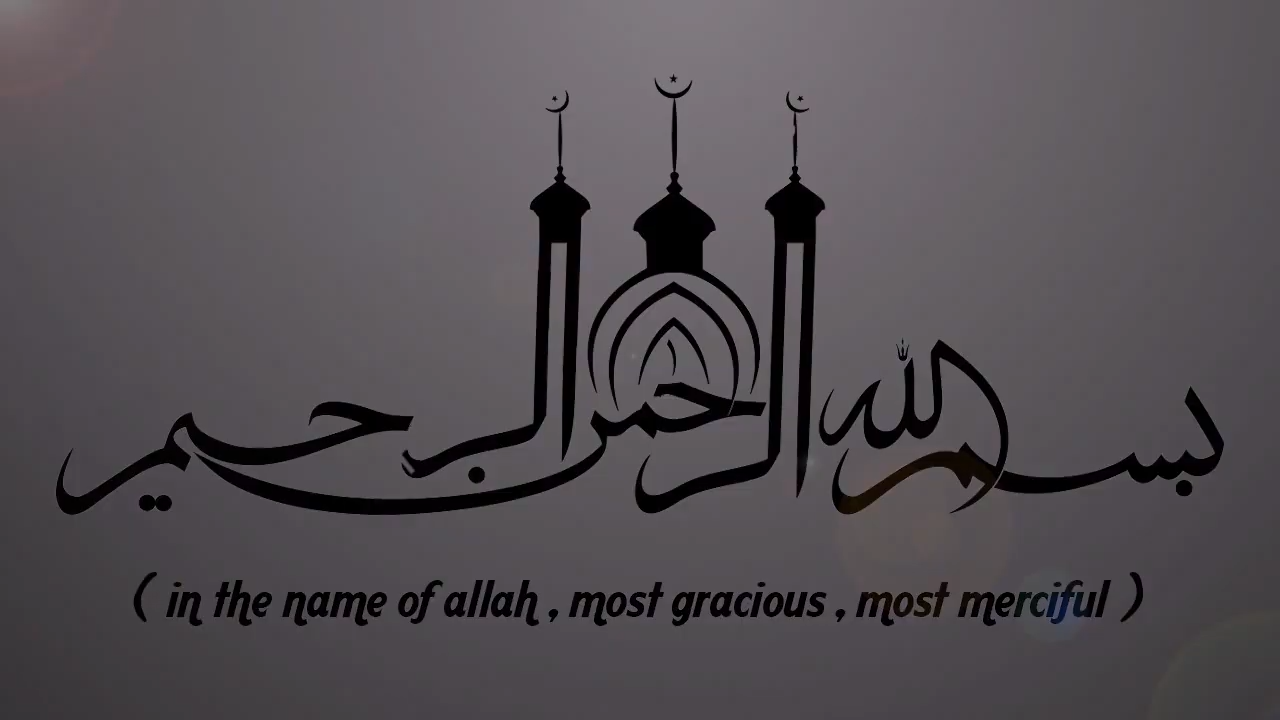 بسم الله الرحمن الرحيم
( in the name of allah , most gracious , most merciful )